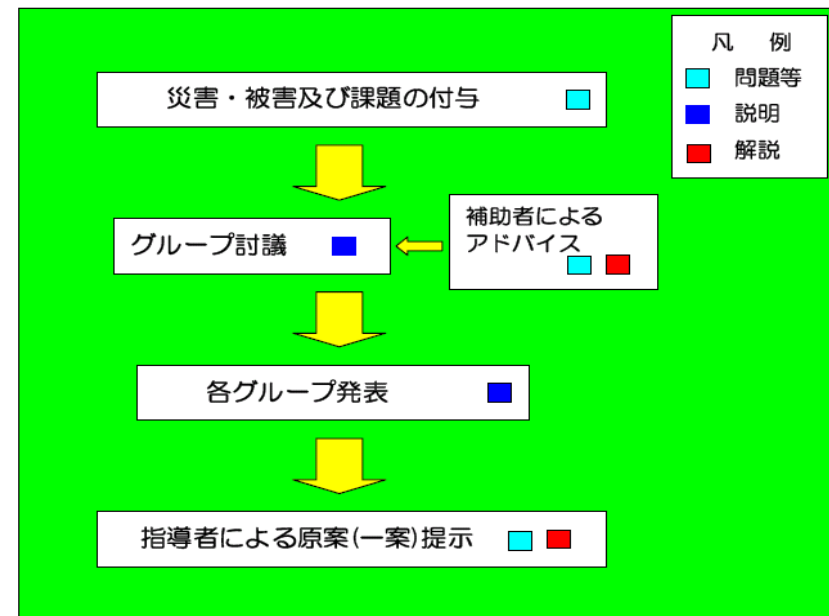 凡 例
問題等
説明
解説
災害・被害及び課題の付与
グループ討議
補助者による
アドバイス
各グループ発表
指導者による原案(一案)提示